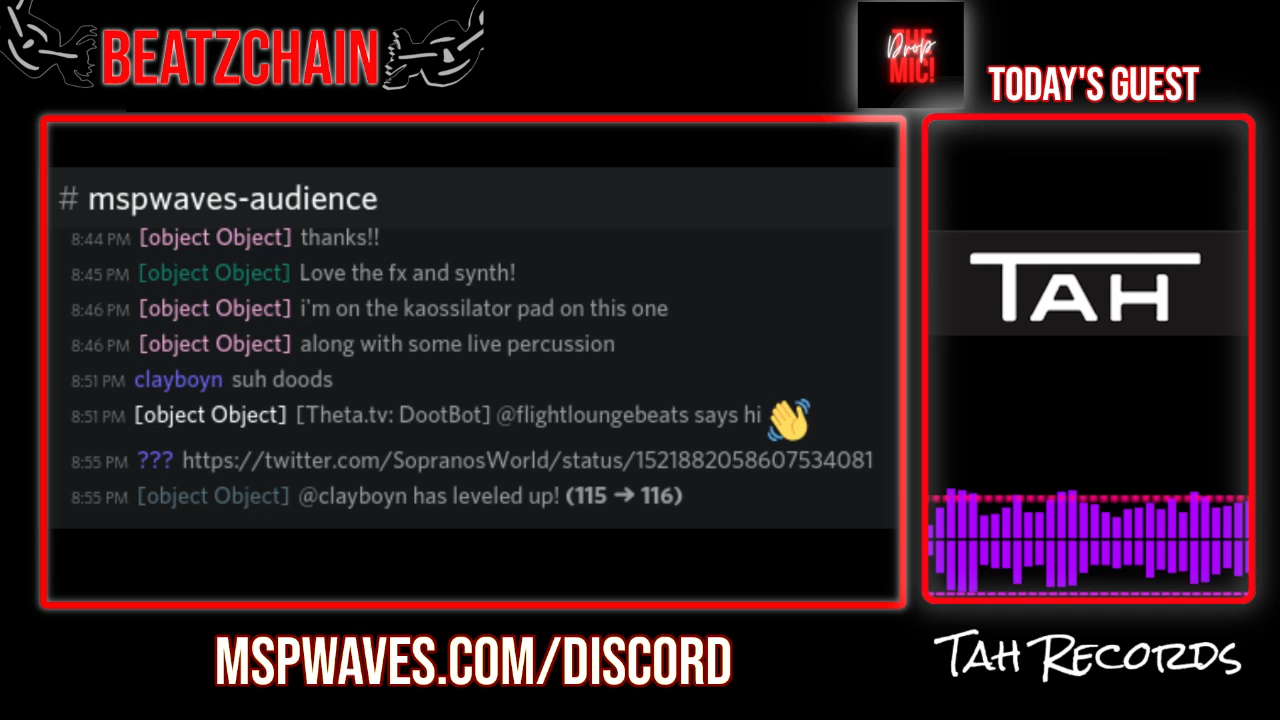 BEATZCHAIN
THE
Drop
MIC!
TODAY'S GUEST
# mspwaves-audience
8:44 PM [object Object] thanks!!
8:45 PM [object Object] Love the fx and synth!
8:46 PM [object Object] i'm on the kaossilator pad on this one
8:46 PM [object Object] along with some live percussion
8:51 PM clayboyn suh doods
8:51 PM [object Object] [Theta.tv: DootBot] @flightloungebeats says hi 👋
8:55 PM ??? https://twitter.com/SopranosWorld/status/1521882058607534081
8:55 PM [object Object] @clayboyn has leveled up! (115 ➔ 116)
TAH
MSPWAVES.COM/DISCORD
TAH RECORDS